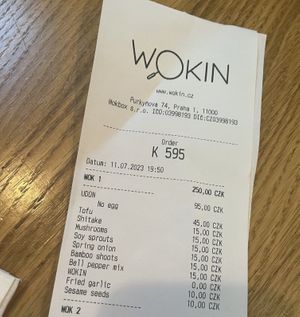 WOKIN
www.wokin.cz
Purkyňova 74, Praha 1, 11000
Wokbox s.r.o. IČO:03998193 DIČ:CZ03998193
Order
K 595
Datum: 11.07.2023 19:50
WOK 1 250,00 CZK
UDON 95,00 CZK
No egg
Tofu 45,00 CZK
Shitake 15,00 CZK
Mushrooms 15,00 CZK
Soy sprouts 15,00 CZK
Spring onion 15,00 CZK
Bamboo shoots 15,00 CZK
Bell pepper mix 15,00 CZK
WOKIN 0,00 CZK
Fried garlic 10,00 CZK
Sesame seeds 10,00 CZK
WOK 2